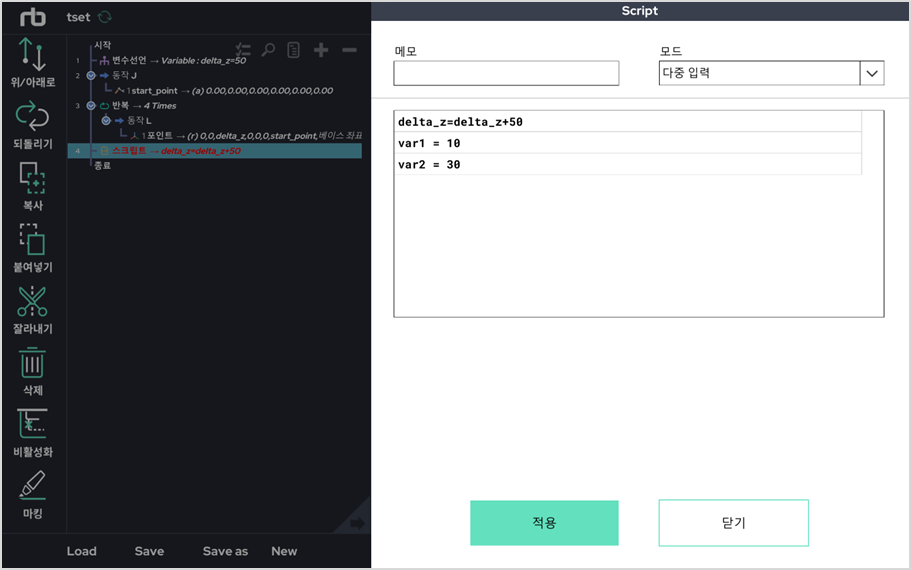 rb
tset
Script
시작
1 변수선언 → Variable : delta_z=50
2 동작 J
1 start_point → (a) 0.00,0.00,0.00,0.00,0.00,0.00
3 반복 → 4 Times
동작 L
1 포인트 → (r) 0,0,delta_z,0,0,0,start_point,베이스 좌표
4 스크립트 → delta_z=delta_z+50
종료
위/아래로
되돌리기
복사
붙여넣기
잘라내기
삭제
비활성화
마킹
Load Save Save as New
메모
모드
다중 입력
delta_z=delta_z+50
var1 = 10
var2 = 30
적용 닫기